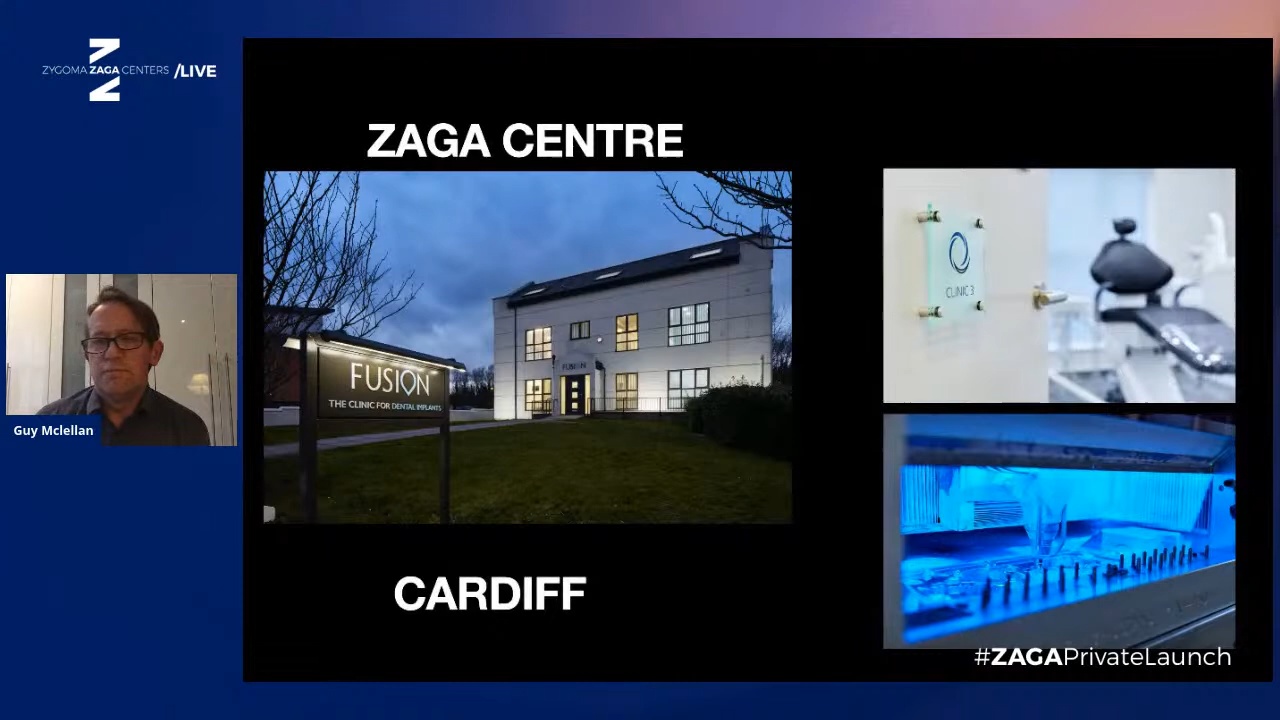 ZYGOMA ZAGA CENTERS /LIVE
ZAGA CENTRE
FUSION
THE CLINIC FOR DENTAL IMPLANTS
FUSION
CLINIC 3
Guy Mclellan
CARDIFF
#ZAGAPrivateLaunch